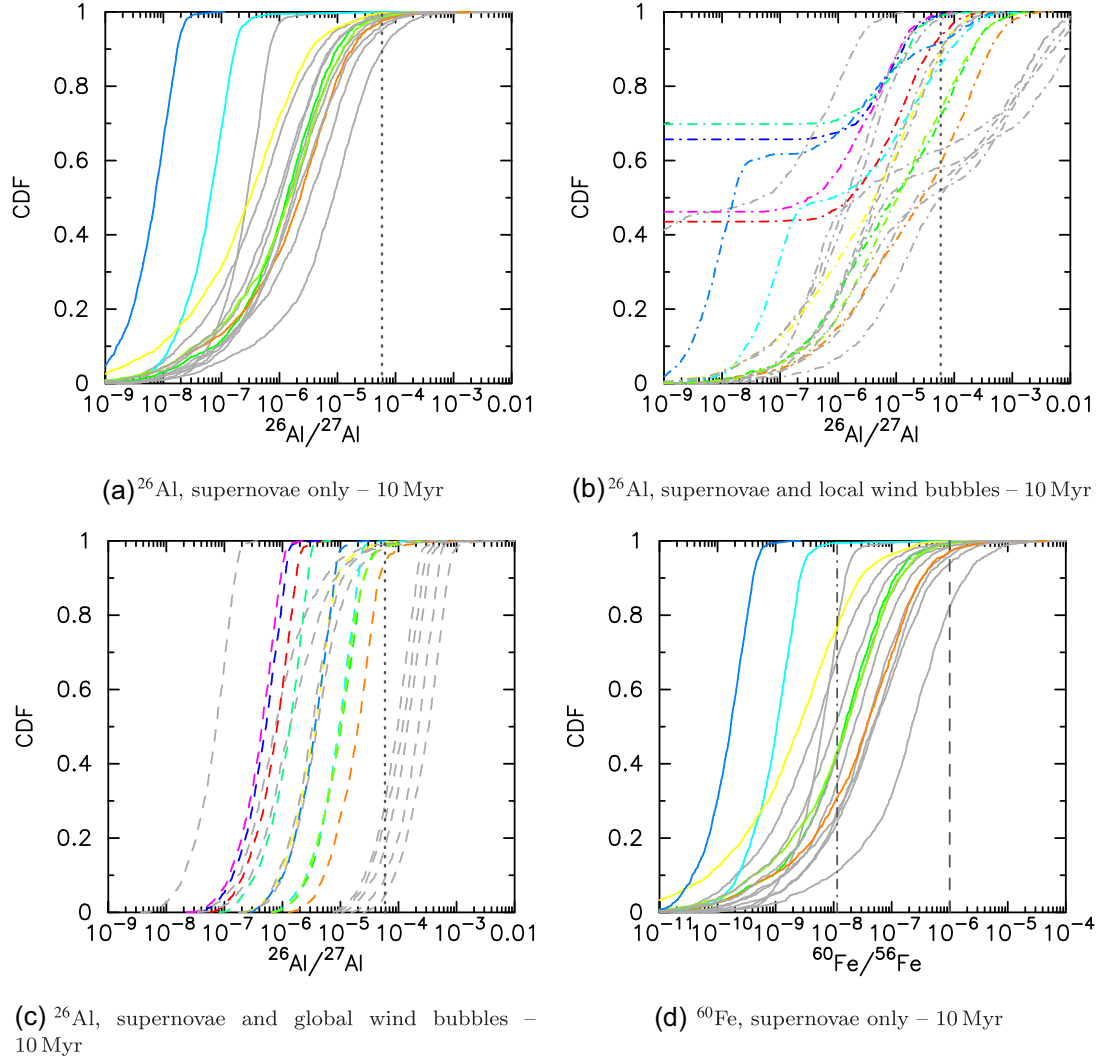 1
0.8
0.6
0.4
0.2
0
CDF
10−9 10−8 10−7 10−6 10−5 10−4 10−3 0.01
26Al/27Al
(a) 26Al, supernovae only – 10 Myr
1
0.8
0.6
0.4
0.2
0
CDF
10−9 10−8 10−7 10−6 10−5 10−4 10−3 0.01
26Al/27Al
(b) 26Al, supernovae and local wind bubbles – 10 Myr
1
0.8
0.6
0.4
0.2
0
CDF
10−9 10−8 10−7 10−6 10−5 10−4 10−3 0.01
26Al/27Al
(c) 26Al, supernovae and global wind bubbles –
10 Myr
1
0.8
0.6
0.4
0.2
0
CDF
10−11 10−10 10−9 10−8 10−7 10−6 10−5 10−4
60Fe/56Fe
(d) 60Fe, supernovae only – 10 Myr